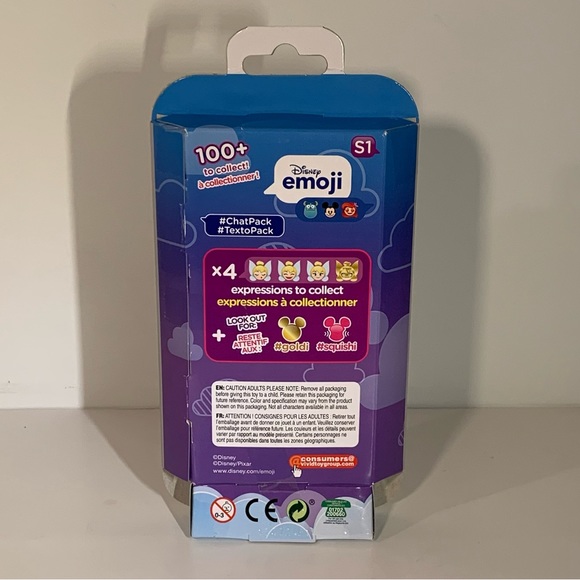 100+
to collect!
à collectionner !
S1
Disney
emoji
#ChatPack
#TextoPack
x4
expressions to collect
expressions à collectionner
+
LOOK OUT
FOR:
RESTE
ATTENTIF
AUX :
#goldi
#squishi
EN: CAUTION ADULTS PLEASE NOTE: Remove all packaging
before giving this toy to a child. Please retain this packaging for
future reference. Color and specification may vary from the product
shown on this packaging. Not all characters available in all areas.
FR: ATTENTION ! CONSIGNES POUR LES ADULTES : Retirer tout
l'emballage avant de donner ce jouet à un enfant. Veuillez conserver
l'emballage pour référence future. Les couleurs et les détails peuvent
varier par rapport au modèle présenté. Certains personnages ne
sont pas disponibles dans toutes les zones géographiques.
©Disney
©Disney/Pixar
www.disney.com/emoji
consumers@
vividtoygroup.com
0-3
CE
01702
200660